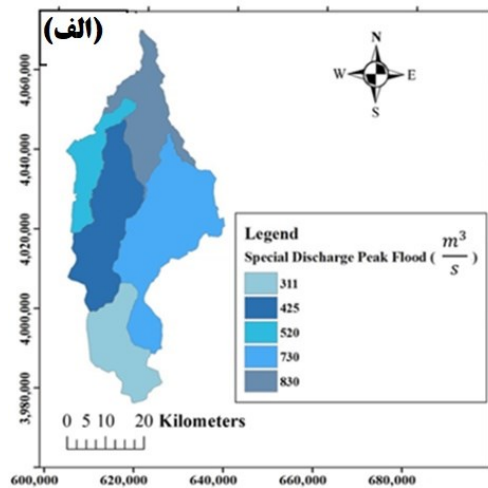 (الف)
N
W E
S
4,060,000
4,040,000
4,020,000
4,000,000
3,980,000
Legend
Special Discharge Peak Flood ( m³/s )
311
425
520
730
830
0 5 10 20 Kilometers
600,000 620,000 640,000 660,000 680,000